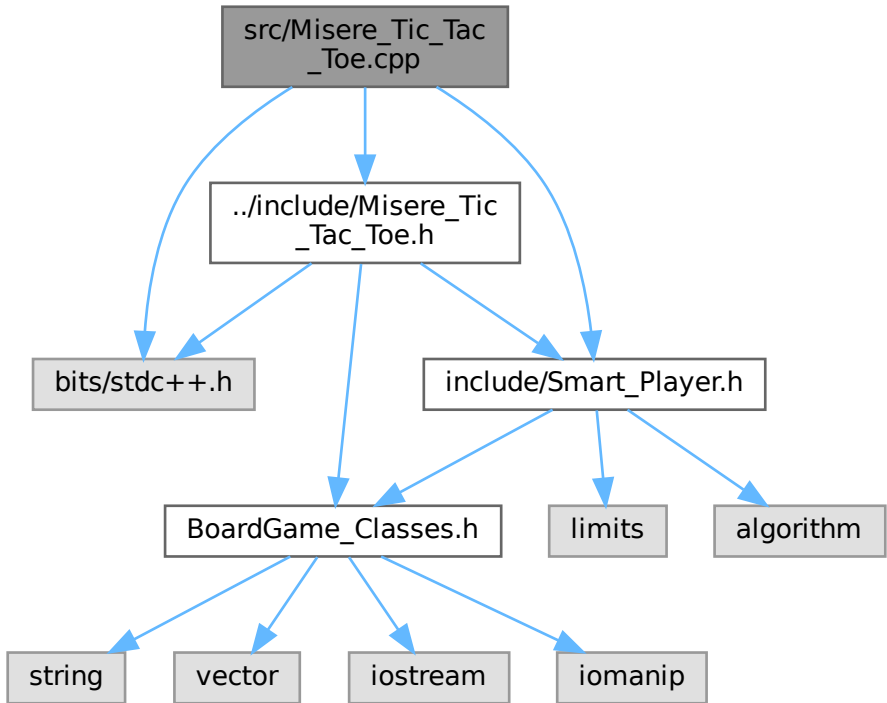 src/Misere_Tic_Tac
_Toe.cpp
../include/Misere_Tic
_Tac_Toe.h
bits/stdc++.h
include/Smart_Player.h
BoardGame_Classes.h
limits
algorithm
string
vector
iostream
iomanip